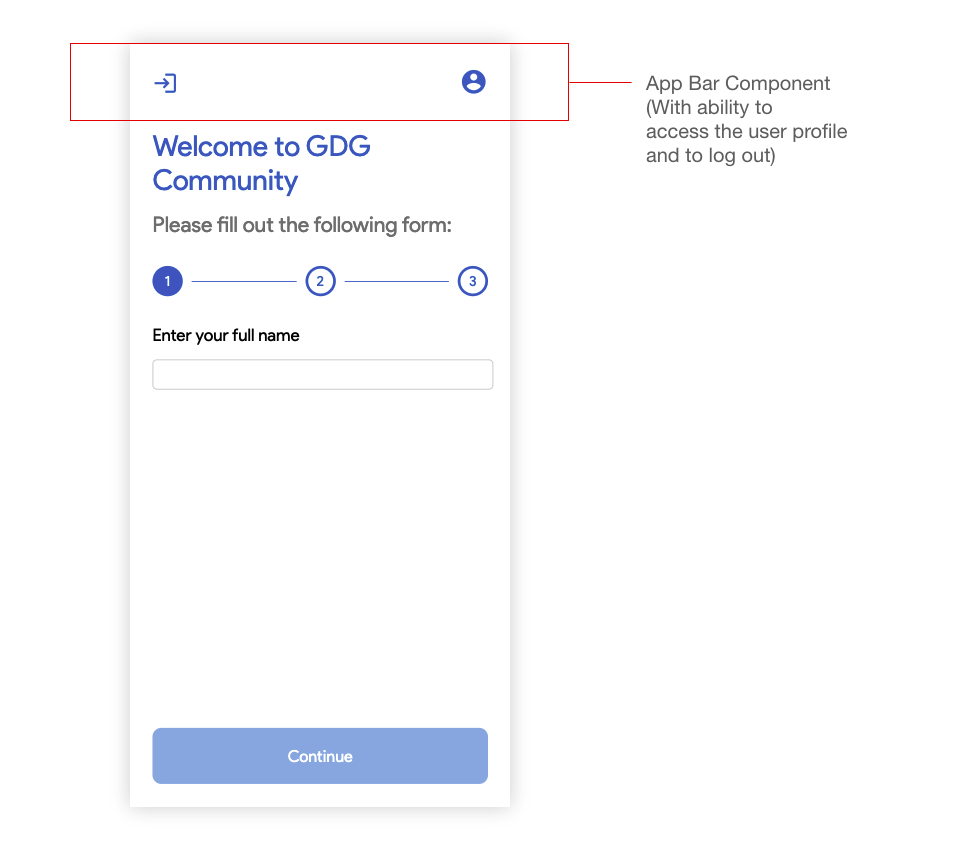 App Bar Component
(With ability to
access the user profile
and to log out)
Welcome to GDG
Community
Please fill out the following form:
1
2
3
Enter your full name
Continue